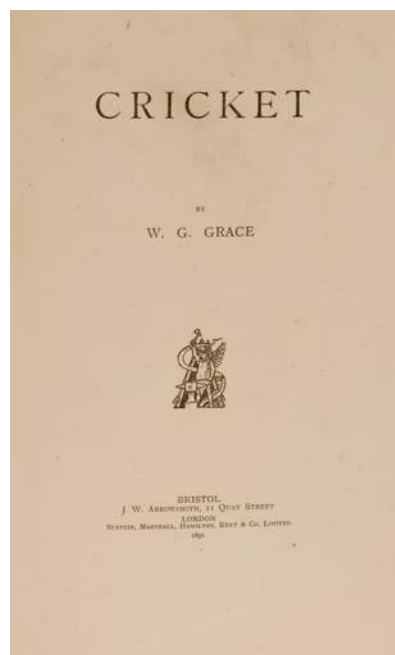 CRICKET
BY
W. G. GRACE
BRISTOL
J. W. ARROWSMITH, 11 QUAY STREET
LONDON
SIMPKIN, MARSHALL, HAMILTON, KENT & CO. LIMITED
1891